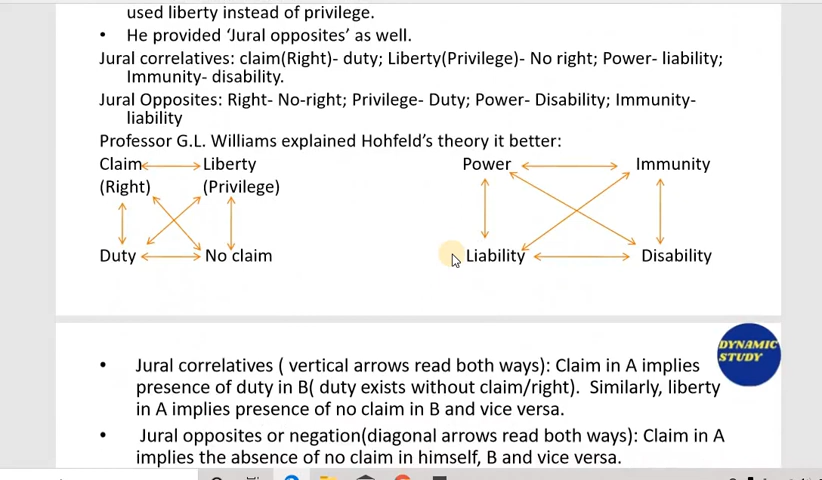 used liberty instead of privilege.
• He provided ‘Jural opposites’ as well.
Jural correlatives: claim(Right)- duty; Liberty(Privilege)- No right; Power- liability;
Immunity- disability.
Jural Opposites: Right- No-right; Privilege- Duty; Power- Disability; Immunity-
liability
Professor G.L. Williams explained Hohfeld’s theory it better:
Claim Liberty Power Immunity
(Right) (Privilege)
Duty No claim Liability Disability
DYNAMIC
STUDY
• Jural correlatives ( vertical arrows read both ways): Claim in A implies
presence of duty in B( duty exists without claim/right). Similarly, liberty
in A implies presence of no claim in B and vice versa.
• Jural opposites or negation(diagonal arrows read both ways): Claim in A
implies the absence of no claim in himself, B and vice versa.